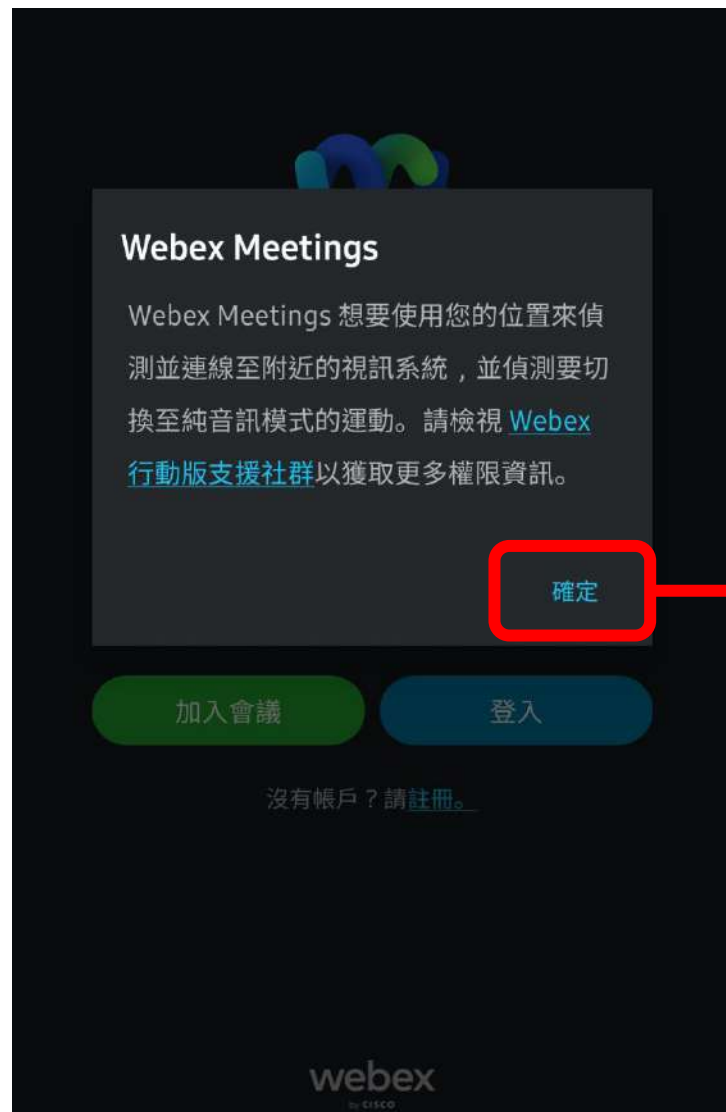 Webex Meetings
Webex Meetings 想要使用您的位置來偵
測並連線至附近的視訊系統，並偵測要切
換至純音訊模式的運動。請檢視 Webex
行動版支援社群以獲取更多權限資訊。
確定
加入會議 登入
沒有帳戶？請註冊。
webex
by CISCO